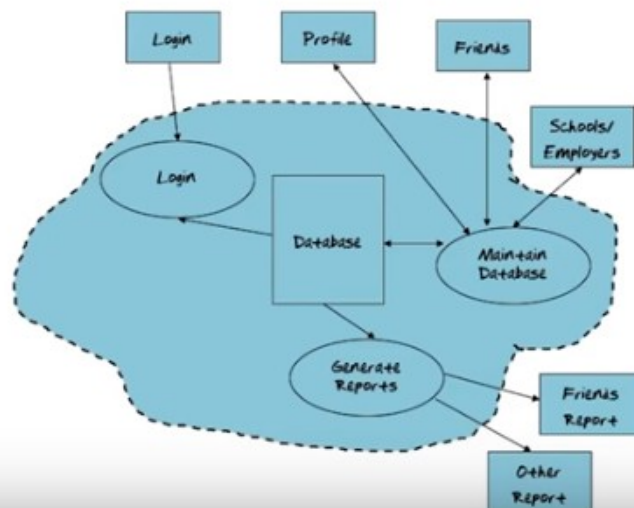 Login
Profile
Friends
Schools/
Employers
Login
Database
Maintain
Database
Generate
Reports
Friends
Report
Other
Report